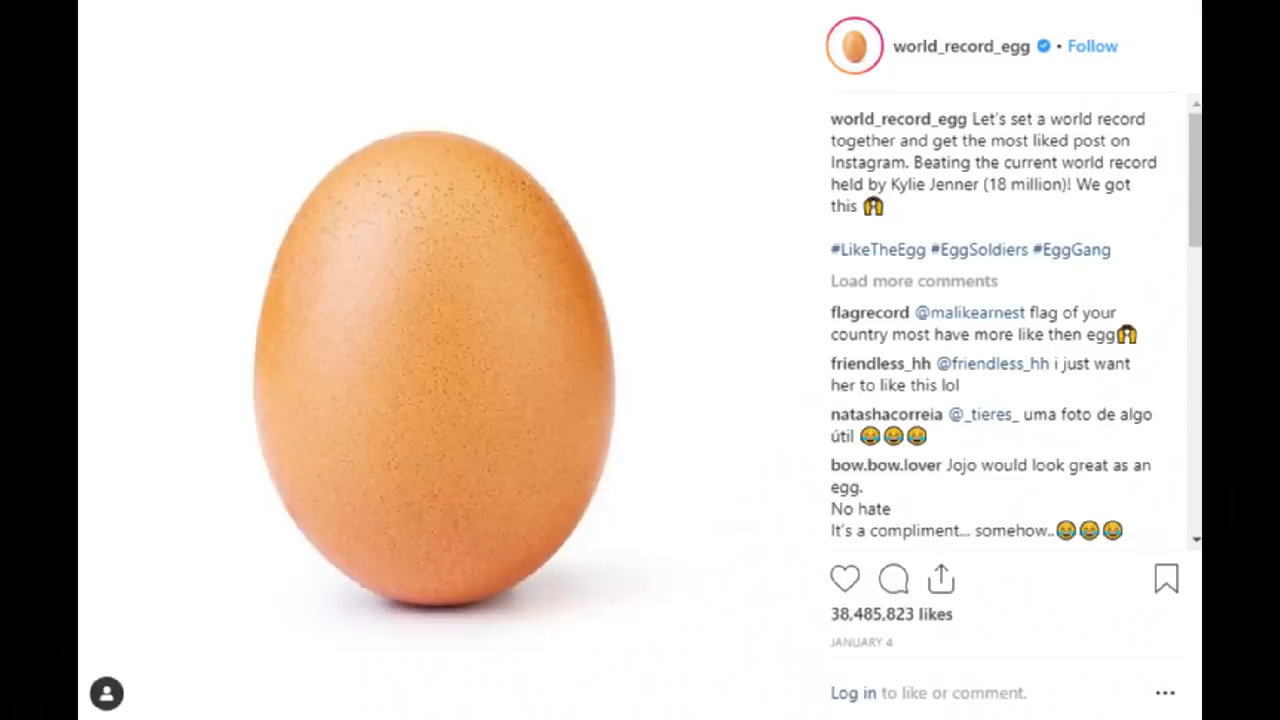 world_record_egg • Follow
world_record_egg Let's set a world record
together and get the most liked post on
Instagram. Beating the current world record
held by Kylie Jenner (18 million)! We got
this 🙌
#LikeTheEgg #EggSoldiers #EggGang
Load more comments
flagrecord @malikearnest flag of your
country most have more like then egg🙌
friendless_hh @friendless_hh i just want
her to like this lol
natashacorreia @_tieres_ uma foto de algo
útil 😂😂😂
bow.bow.lover Jojo would look great as an
egg.
No hate
It's a compliment... somehow..😂😂😂
38,485,823 likes
JANUARY 4
Log in to like or comment.